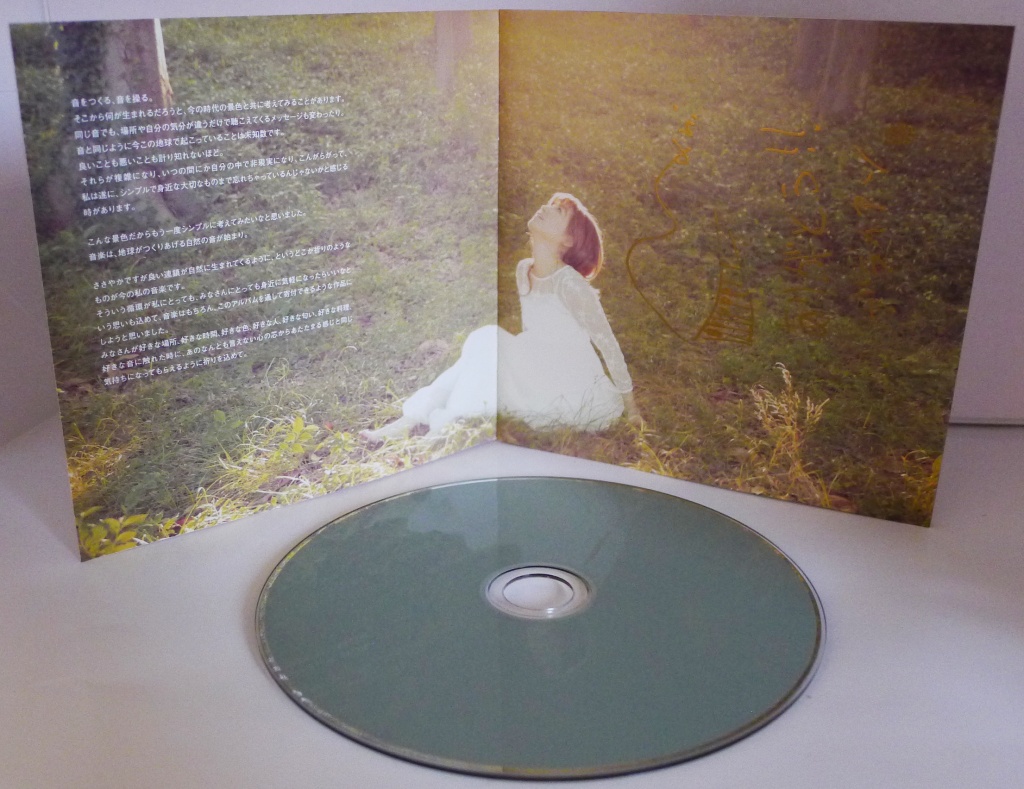 音をつくる、音を操る。
そこから何が生まれるだろうと、今の時代の景色と共に考えてみることがあります。
同じ音でも、場所や自分の気分が違うだけで聴こえてくるメッセージも変わったり、
音と同じように今この地球で起こっていることは未知数です。
良いことも悪いことも計り知れないほど。
それらが複雑になり、いつの間にか自分の中で非現実になり、こんがらがって、
私は逆に、シンプルで身近な大切なものまで忘れちゃっているんじゃないかと感じる
時があります。
こんな景色だからもう一度シンプルに考えてみたいなと思いました。
音楽は、地球がつくりあげる自然の音が始まり。
ささやかですが良い連鎖が自然に生まれてくるように、というどこか祈りのような
ものが今の私の音楽です。
そういう循環が私にとっても、みなさんにとっても身近に気軽になったらいいなと
いう思いも込めて、音楽はもちろん、このアルバムを通して寄付できるような作品に
しようと思いました。
みなさんが好きな場所、好きな時間、好きな色、好きな人、好きな匂い、好きな料理、
好きな音に触れた時に、あのなんとも言えない心の芯からあたたまる感じと同じ
気持ちになってもらえるように祈りを込めて。